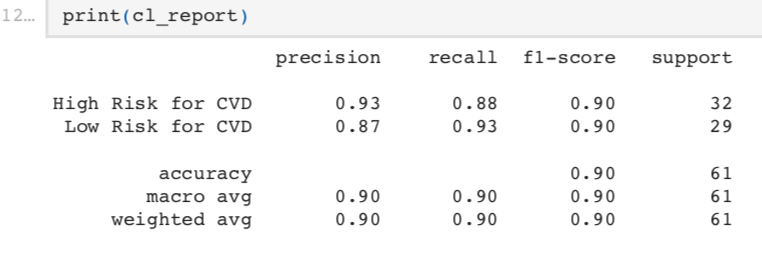 12…
print(cl_report)
precision recall f1-score support
High Risk for CVD 0.93 0.88 0.90 32
Low Risk for CVD 0.87 0.93 0.90 29
accuracy 0.90 61
macro avg 0.90 0.90 0.90 61
weighted avg 0.90 0.90 0.90 61